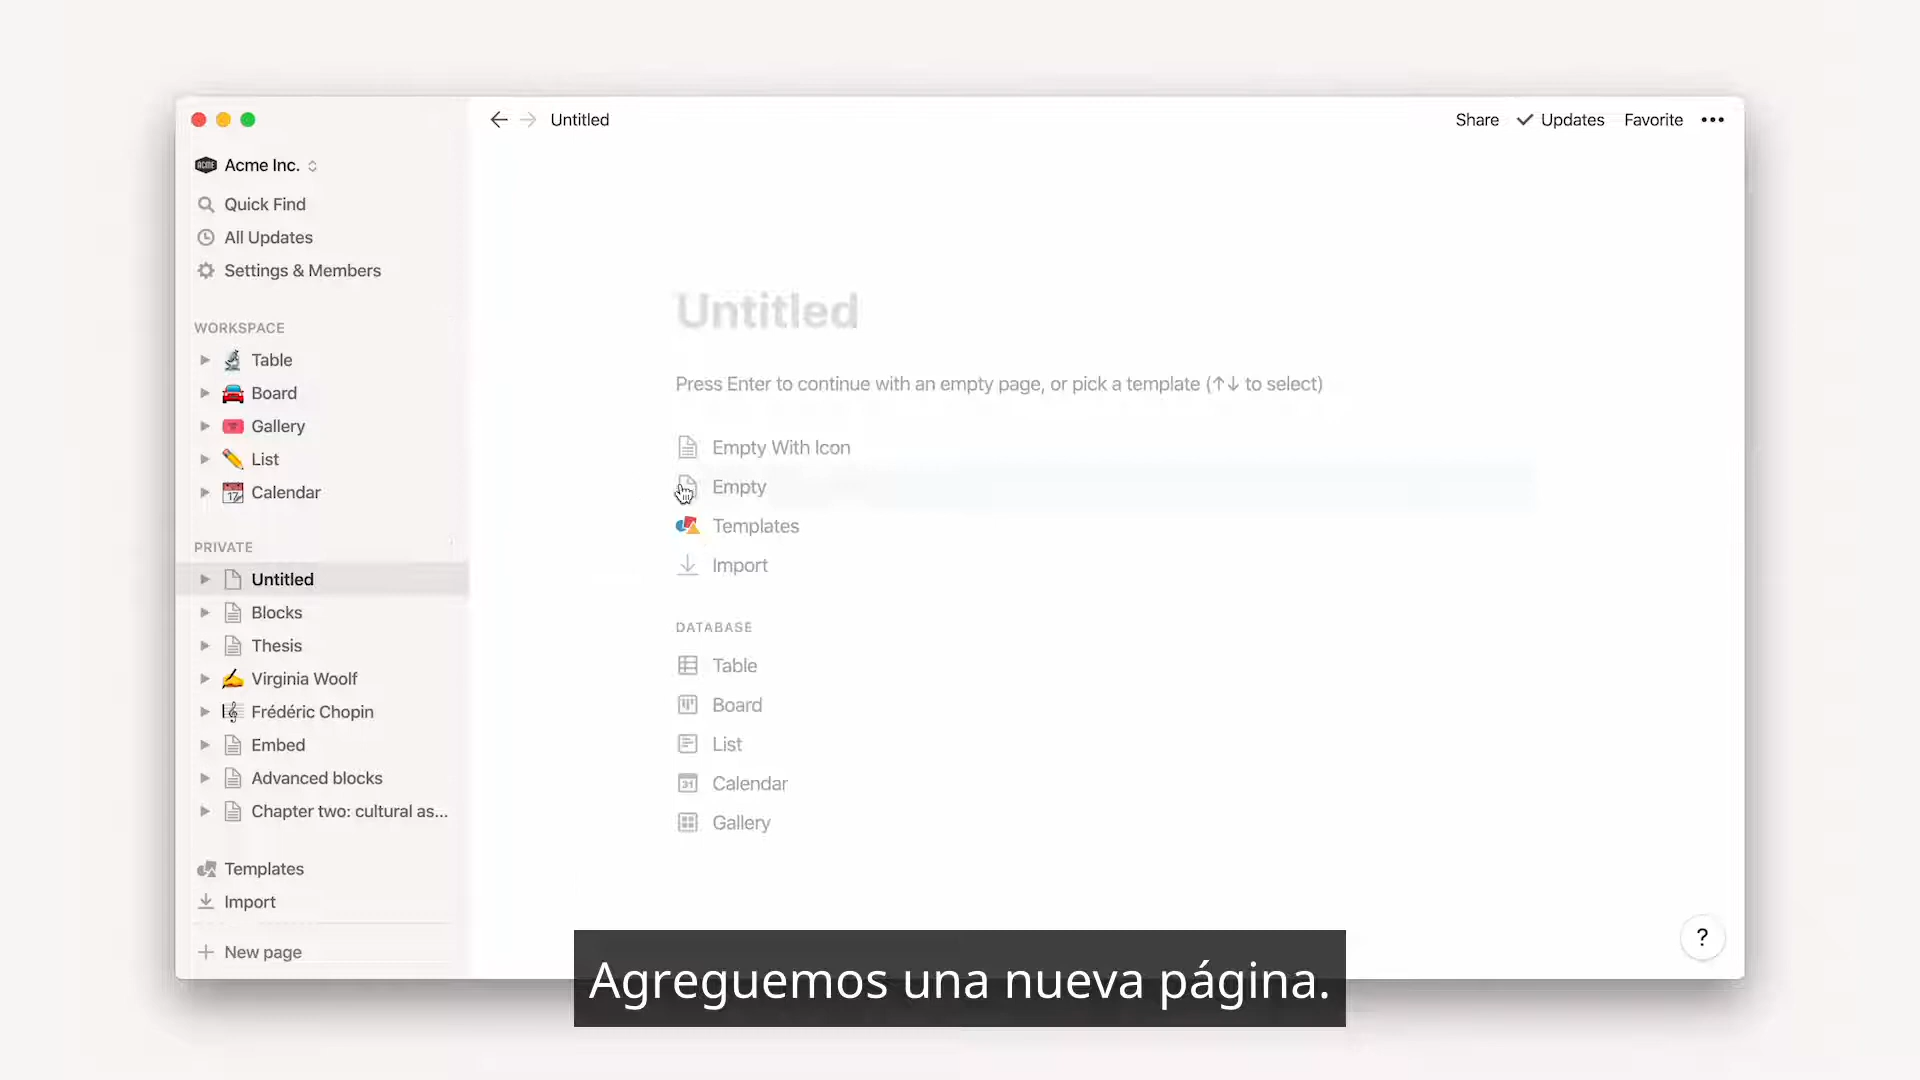 Untitled
Share
Updates
Favorite
ACME
Acme Inc.
Quick Find
All Updates
Settings & Members
WORKSPACE
Table
Board
Gallery
List
17
Calendar
PRIVATE
Untitled
Blocks
Thesis
Virginia Woolf
Frédéric Chopin
Embed
Advanced blocks
Chapter two: cultural as...
Templates
Import
New page
Untitled
Press Enter to continue with an empty page, or pick a template (↑↓ to select)
Empty With Icon
Empty
Templates
Import
DATABASE
Table
Board
List
31
Calendar
Gallery
?
Agreguemos una nueva página.